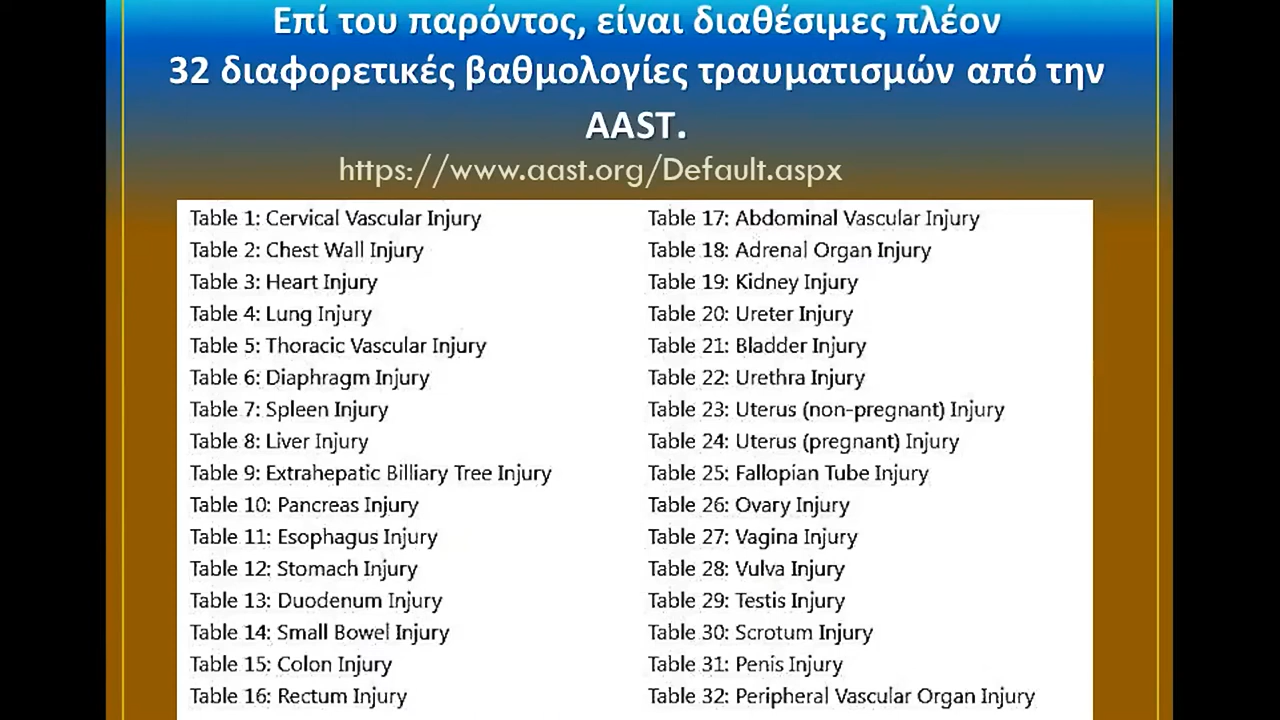 Επί του παρόντος, είναι διαθέσιμες πλέον
32 διαφορετικές βαθμολογίες τραυματισμών από την
AAST.
https://www.aast.org/Default.aspx
Table 1: Cervical Vascular Injury
Table 2: Chest Wall Injury
Table 3: Heart Injury
Table 4: Lung Injury
Table 5: Thoracic Vascular Injury
Table 6: Diaphragm Injury
Table 7: Spleen Injury
Table 8: Liver Injury
Table 9: Extrahepatic Billiary Tree Injury
Table 10: Pancreas Injury
Table 11: Esophagus Injury
Table 12: Stomach Injury
Table 13: Duodenum Injury
Table 14: Small Bowel Injury
Table 15: Colon Injury
Table 16: Rectum Injury
Table 17: Abdominal Vascular Injury
Table 18: Adrenal Organ Injury
Table 19: Kidney Injury
Table 20: Ureter Injury
Table 21: Bladder Injury
Table 22: Urethra Injury
Table 23: Uterus (non-pregnant) Injury
Table 24: Uterus (pregnant) Injury
Table 25: Fallopian Tube Injury
Table 26: Ovary Injury
Table 27: Vagina Injury
Table 28: Vulva Injury
Table 29: Testis Injury
Table 30: Scrotum Injury
Table 31: Penis Injury
Table 32: Peripheral Vascular Organ Injury